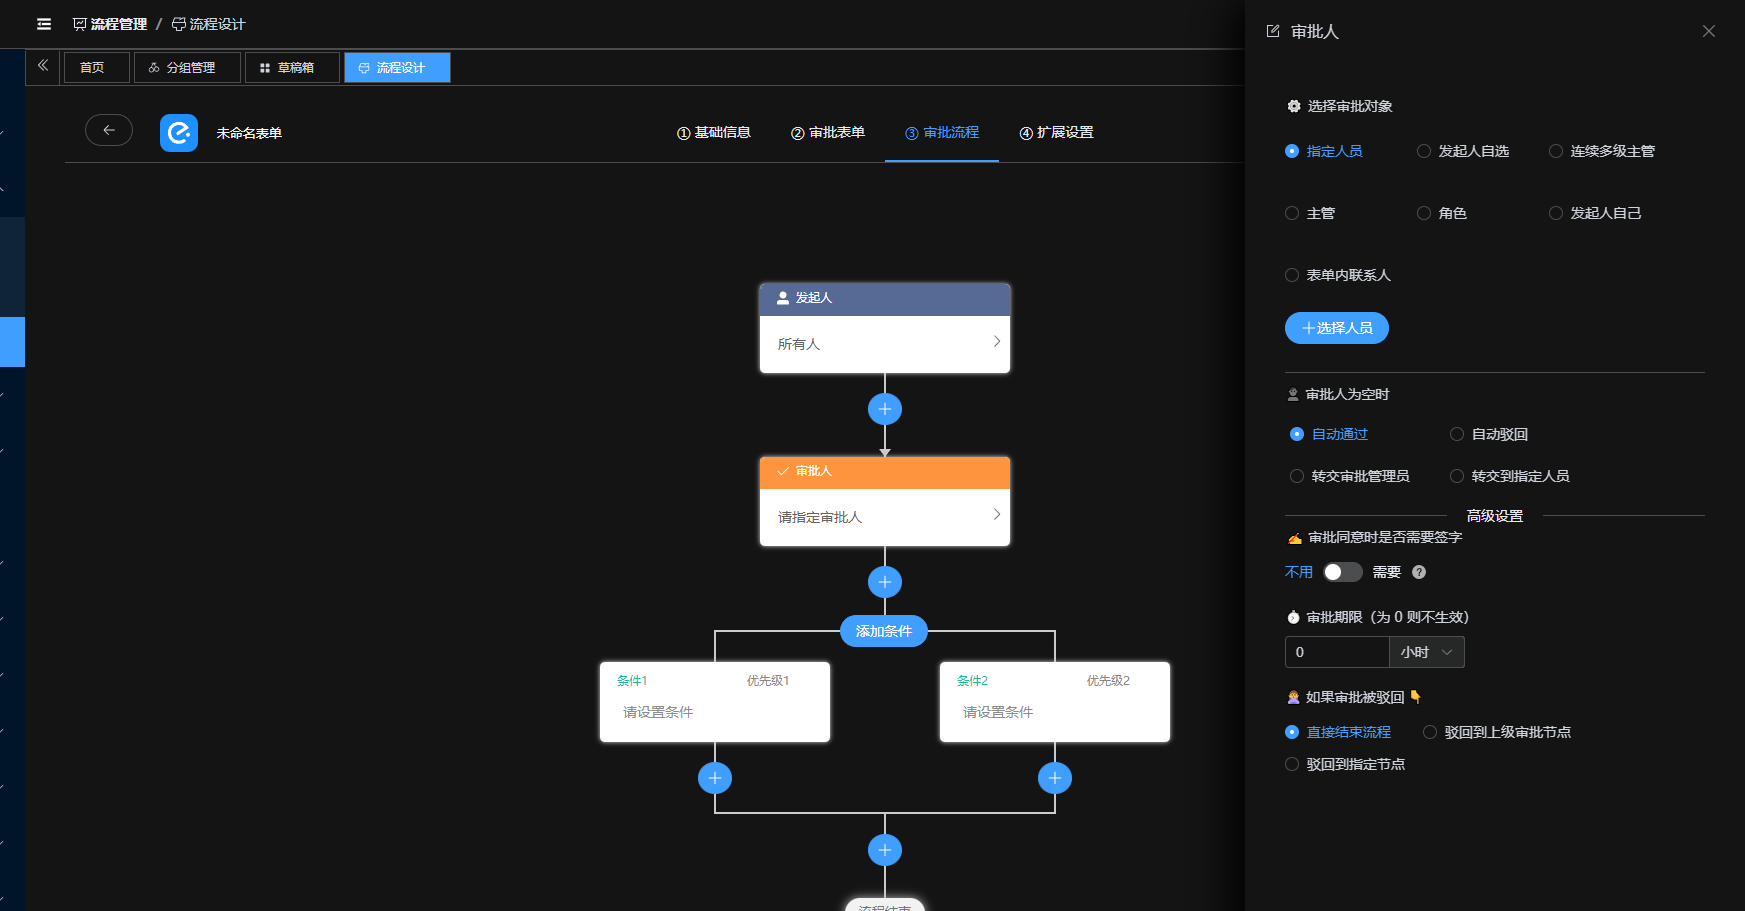 流程管理 / 流程设计
首页 分组管理 草稿箱 流程设计
未命名表单 ① 基础信息 ② 审批表单 ③ 审批流程 ④ 扩展设置
发起人
所有人
审批人
请指定审批人
添加条件
条件1 优先级1
请设置条件
条件2 优先级2
请设置条件
流程结束
审批人
选择审批对象
指定人员 发起人自选 连续多级主管
主管 角色 发起人自己
表单内联系人
选择人员
审批人为空时
自动通过 自动驳回
转交审批管理员 转交到指定人员
高级设置
审批同意时是否需要签字
不用 需要 ?
审批期限（为 0 则不生效）
0 小时
如果审批被驳回
直接结束流程 驳回到上级审批节点
驳回到指定节点